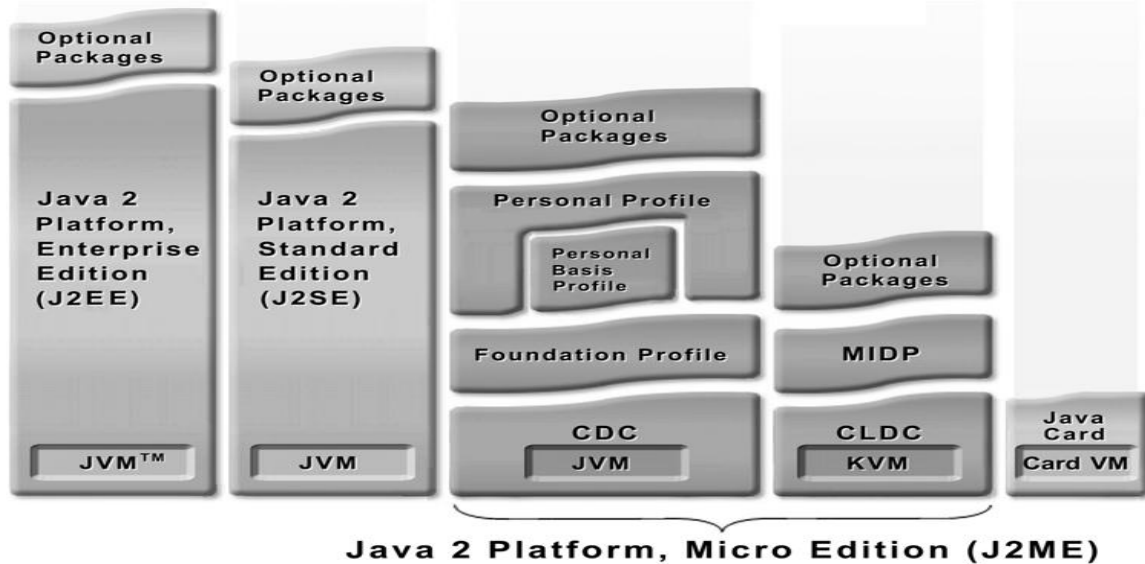 Optional
Packages
Java 2
Platform,
Enterprise
Edition
(J2EE)
JVM™
Optional
Packages
Java 2
Platform,
Standard
Edition
(J2SE)
JVM
Optional
Packages
Personal Profile
Personal
Basis
Profile
Foundation Profile
CDC
JVM
Optional
Packages
MIDP
CLDC
KVM
Java
Card
Card VM
Java 2 Platform, Micro Edition (J2ME)